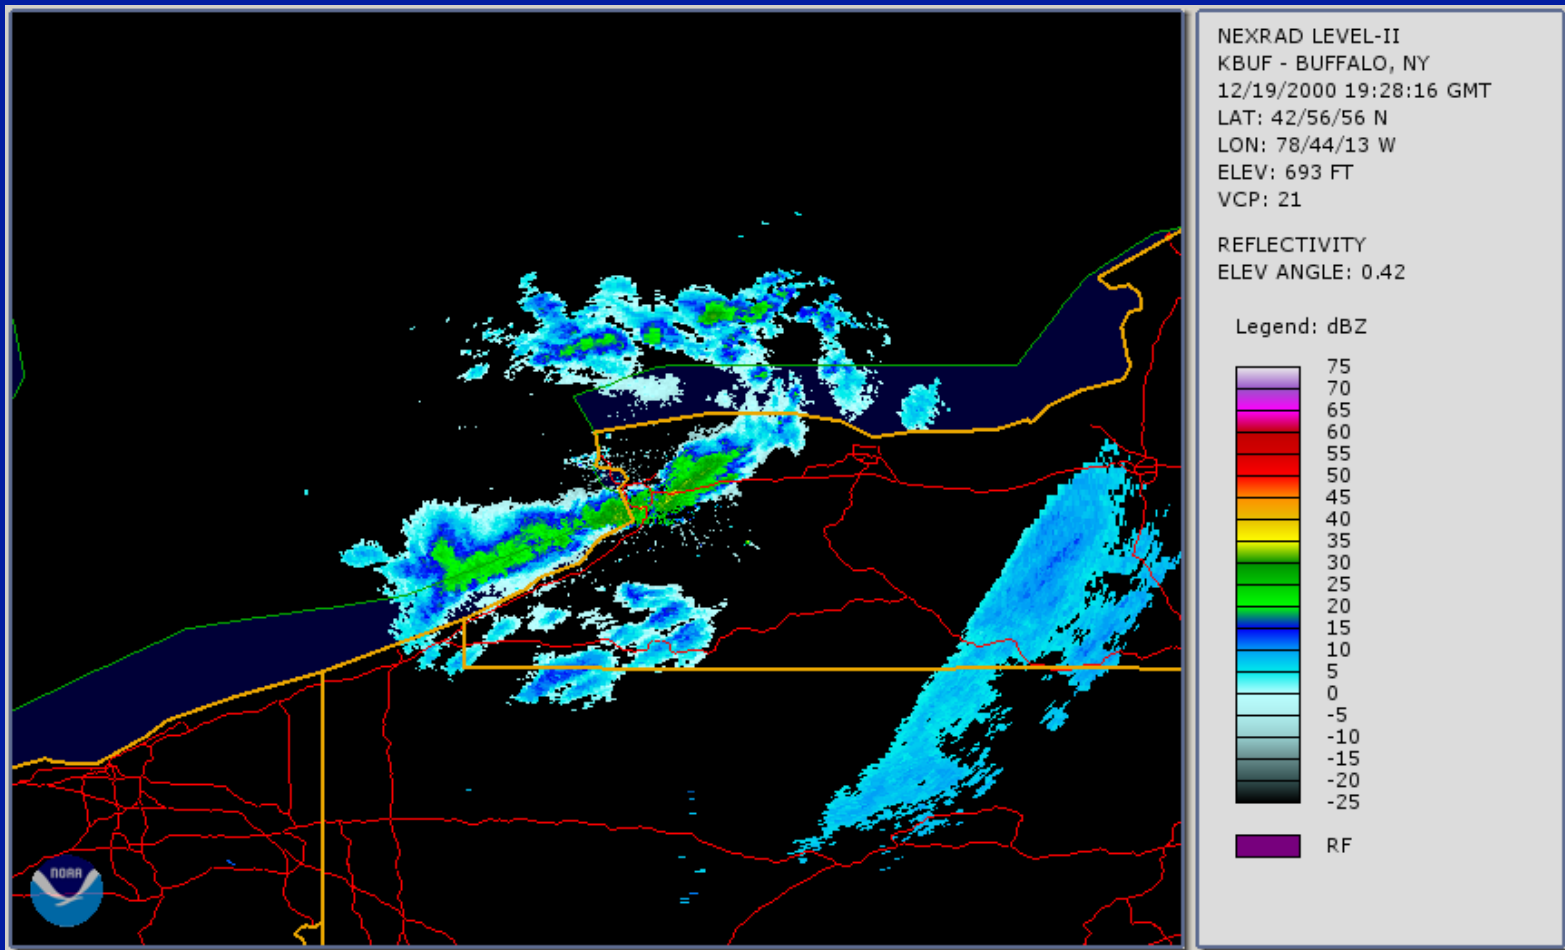 NEXRAD LEVEL-II
KBUF - BUFFALO, NY
12/19/2000 19:28:16 GMT
LAT: 42/56/56 N
LON: 78/44/13 W
ELEV: 693 FT
VCP: 21
REFLECTIVITY
ELEV ANGLE: 0.42
Legend: dBZ
75
70
65
60
55
50
45
40
35
30
25
20
15
10
5
0
-5
-10
-15
-20
-25
RF
NOAA